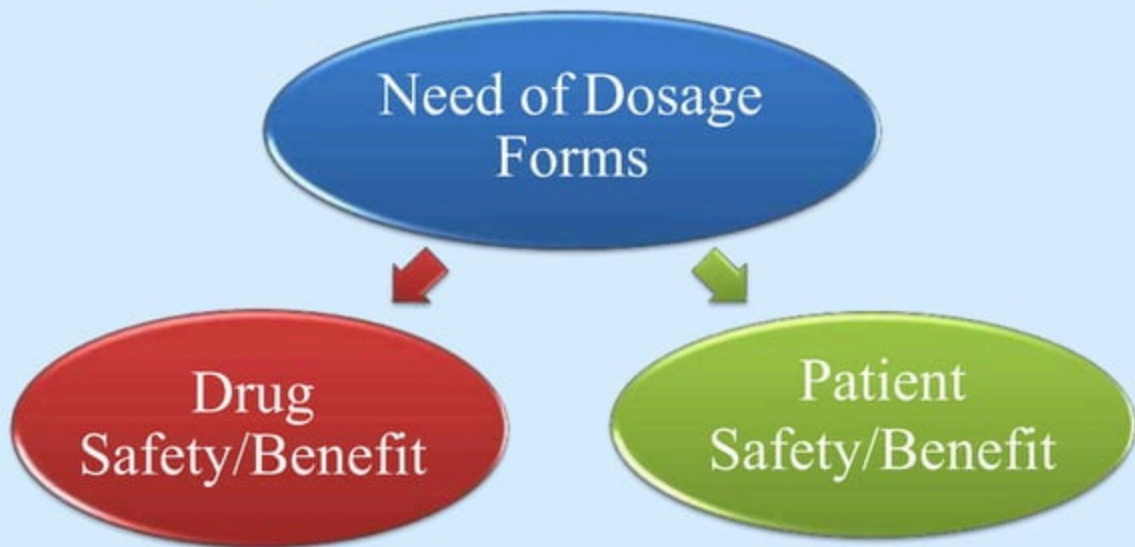 Need of Dosage
Forms
Drug
Safety/Benefit
Patient
Safety/Benefit